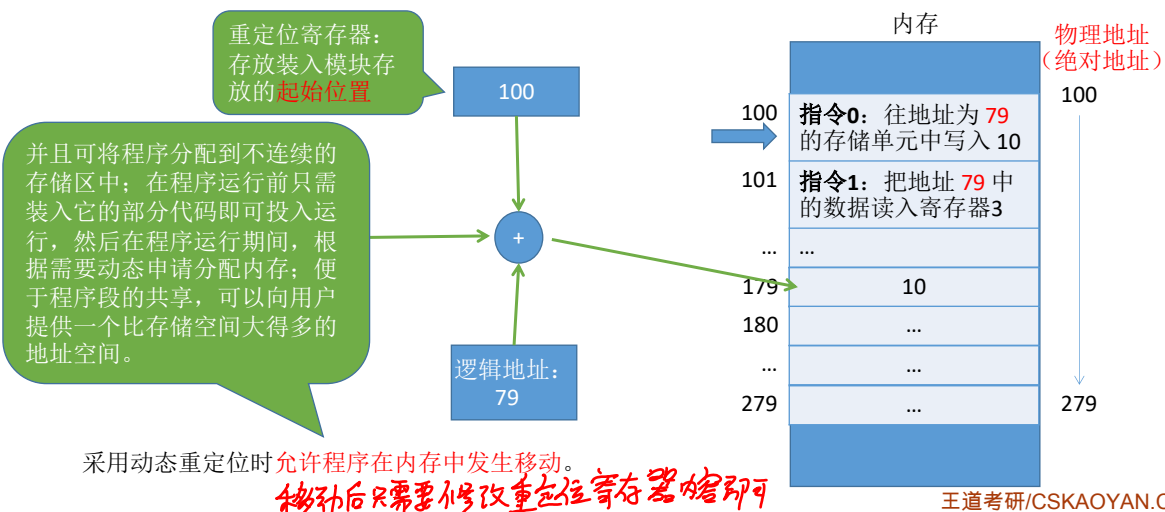 重定位寄存器：
存放装入模块存
放的起始位置
100
并且可将程序分配到不连续的
存储区中；在程序运行前只需
装入它的部分代码即可投入运
行，然后在程序运行期间，根
据需要动态申请分配内存；便
于程序段的共享，可以向用户
提供一个比存储空间大得多的
地址空间。
+
逻辑地址：
79
内存
物理地址
（绝对地址）
100
指令0：往地址为 79
的存储单元中写入 10
100
101
指令1：把地址 79 中
的数据读入寄存器3
...
...
179
10
180
...
...
...
279
...
279
采用动态重定位时允许程序在内存中发生移动。
移动后只需要修改重定位寄存器内容即可
王道考研/CSKAOYAN.C